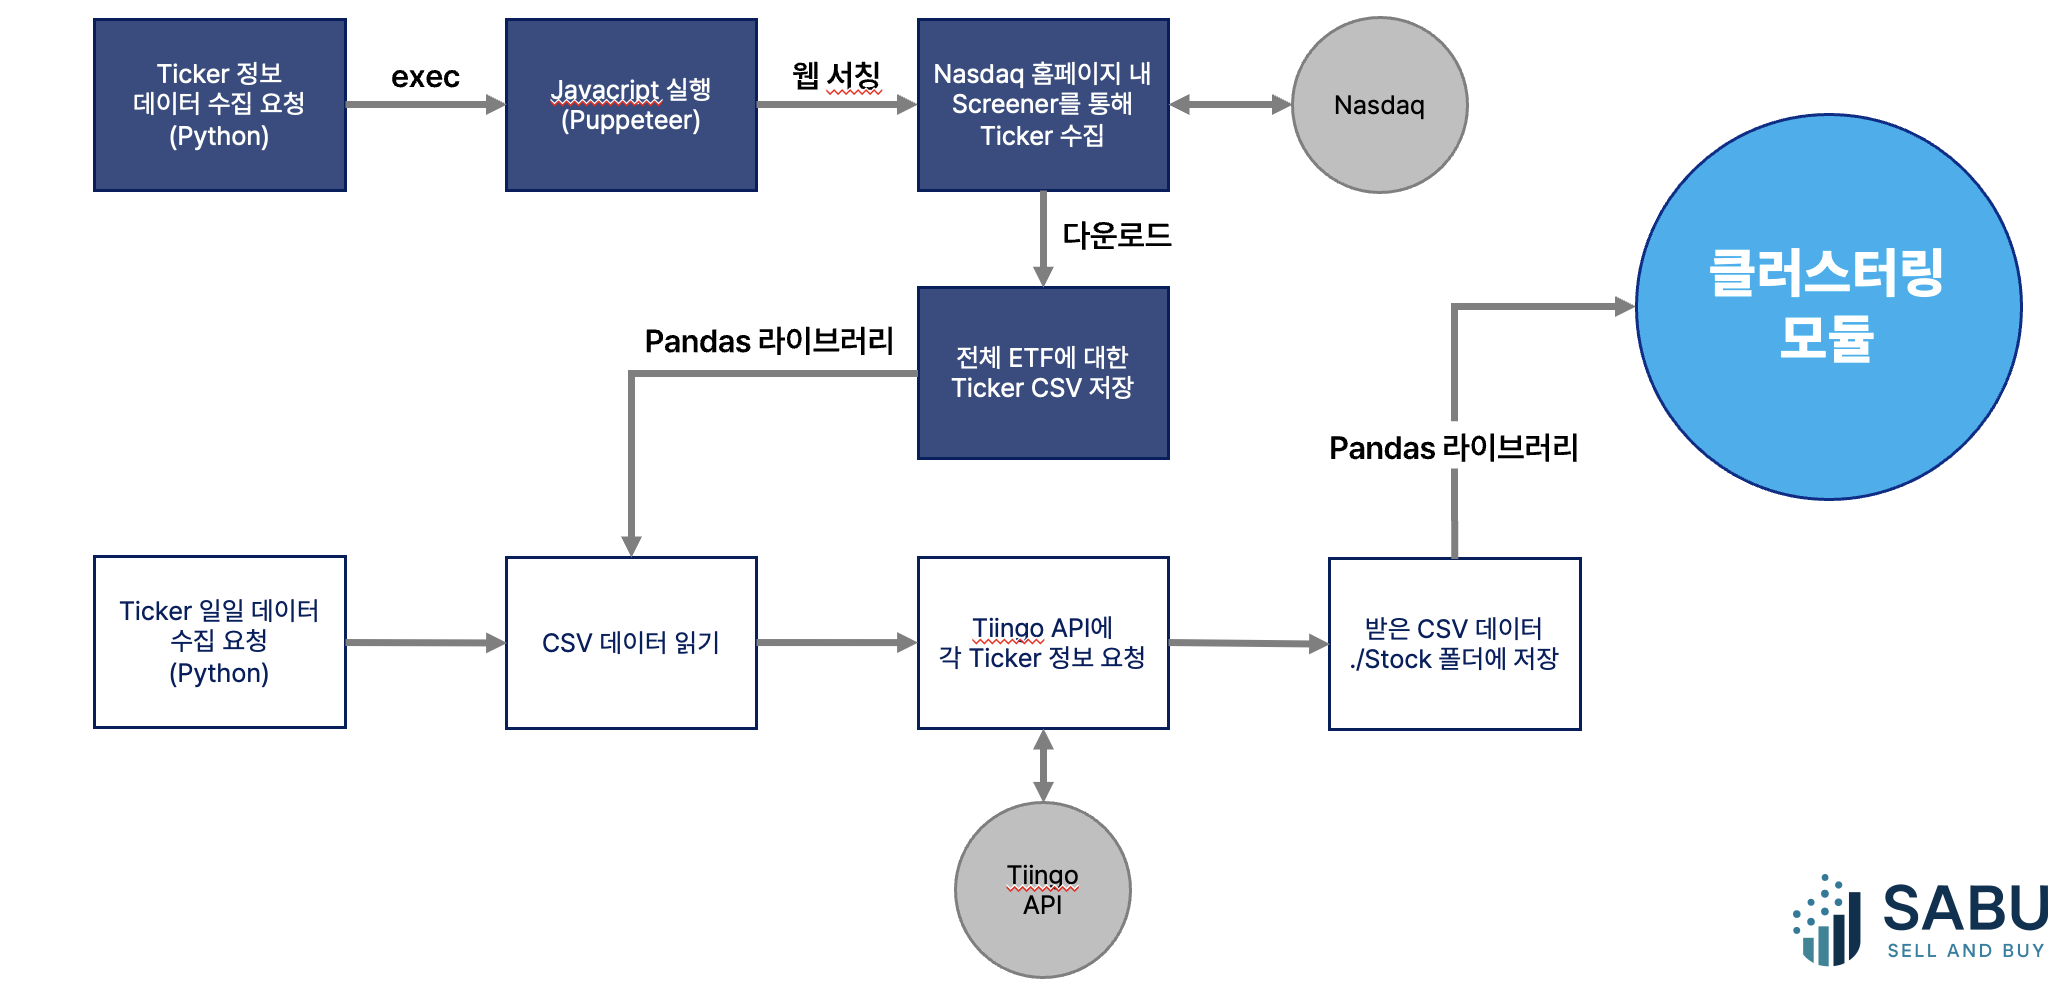 Ticker 정보
데이터 수집 요청
(Python)
exec
Javacript 실행
(Puppeteer)
웹 서칭
Nasdaq 홈페이지 내
Screener를 통해
Ticker 수집
Nasdaq
다운로드
전체 ETF에 대한
Ticker CSV 저장
Pandas 라이브러리
Ticker 일일 데이터
수집 요청
(Python)
CSV 데이터 읽기
Tiingo API에
각 Ticker 정보 요청
Tiingo
API
받은 CSV 데이터
./Stock 폴더에 저장
Pandas 라이브러리
클러스터링
모듈
SABU
SELL AND BUY